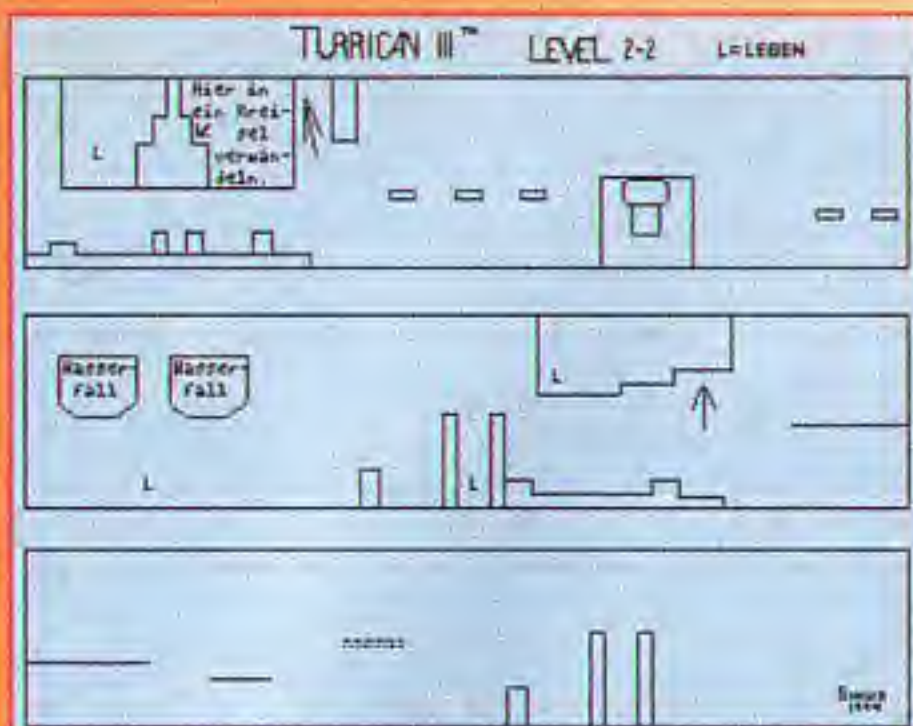 TURRICAN III™ LEVEL 2-2 L=LEBEN
Hier in
ein Krei-
sel
verwan-
deln.
L
Wasser-
fall
Wasser-
fall
L
L
L